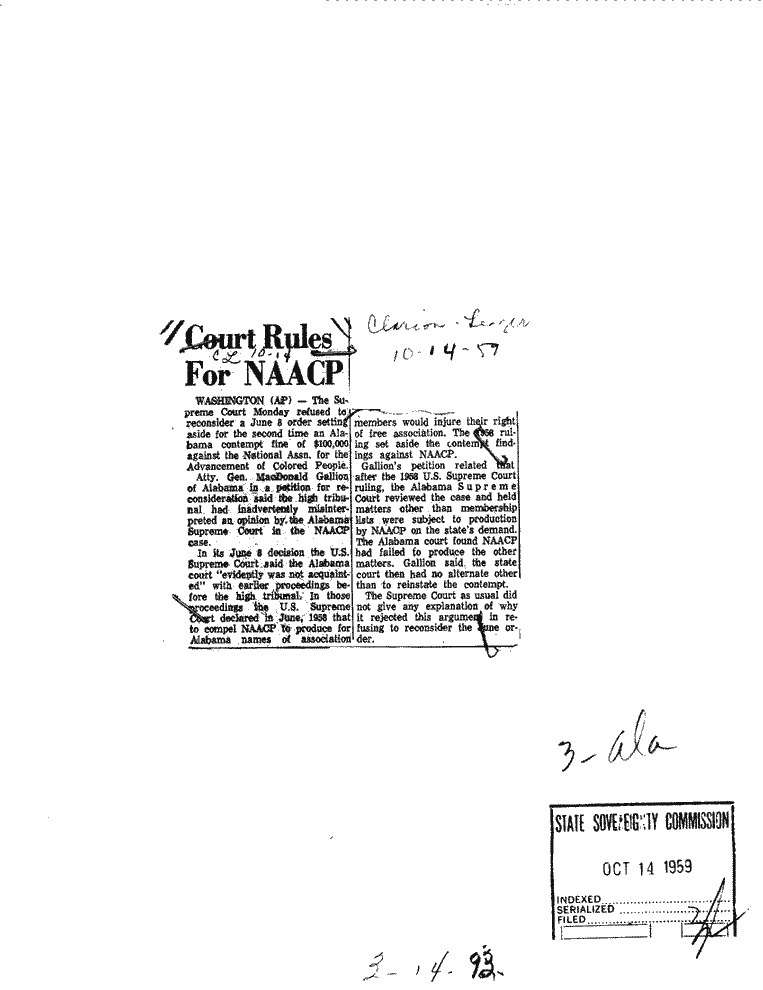 Court Rules
For NAACP
CL 10-14
Clarion-Ledger
10-14-59
WASHINGTON (AP) — The Su-
preme Court Monday refused to
reconsider a June 8 order setting
aside for the second time an Ala-
bama contempt fine of $100,000
against the National Assn. for the
Advancement of Colored People.
Atty. Gen. MacDonald Gallion
of Alabama in a petition for re-
consideration said the high tribu-
nal had inadvertently misinter-
preted an opinion by the Alabama
Supreme Court in the NAACP
case.
In its June 8 decision the U.S.
Supreme Court said the Alabama
court "evidently was not acquaint-
ed" with earlier proceedings be-
fore the high tribunal. In those
proceedings the U.S. Supreme
Court declared in June, 1958 that
to compel NAACP to produce for
Alabama names of association
members would injure their right
of free association. The 1958 rul-
ing set aside the contempt find-
ings against NAACP.
Gallion's petition related that
after the 1958 U.S. Supreme Court
ruling, the Alabama Supreme
Court reviewed the case and held
matters other than membership
lists were subject to production
by NAACP on the state's demand.
The Alabama court found NAACP
had failed to produce the other
matters. Gallion said the state
court then had no alternate other
than to reinstate the contempt.
The Supreme Court as usual did
not give any explanation of why
it rejected this argument in re-
fusing to reconsider the June or-
der.
3-Ala
STATE SOVEREIGNTY COMMISSION
OCT 14 1959
INDEXED
SERIALIZED
FILED
3-14-